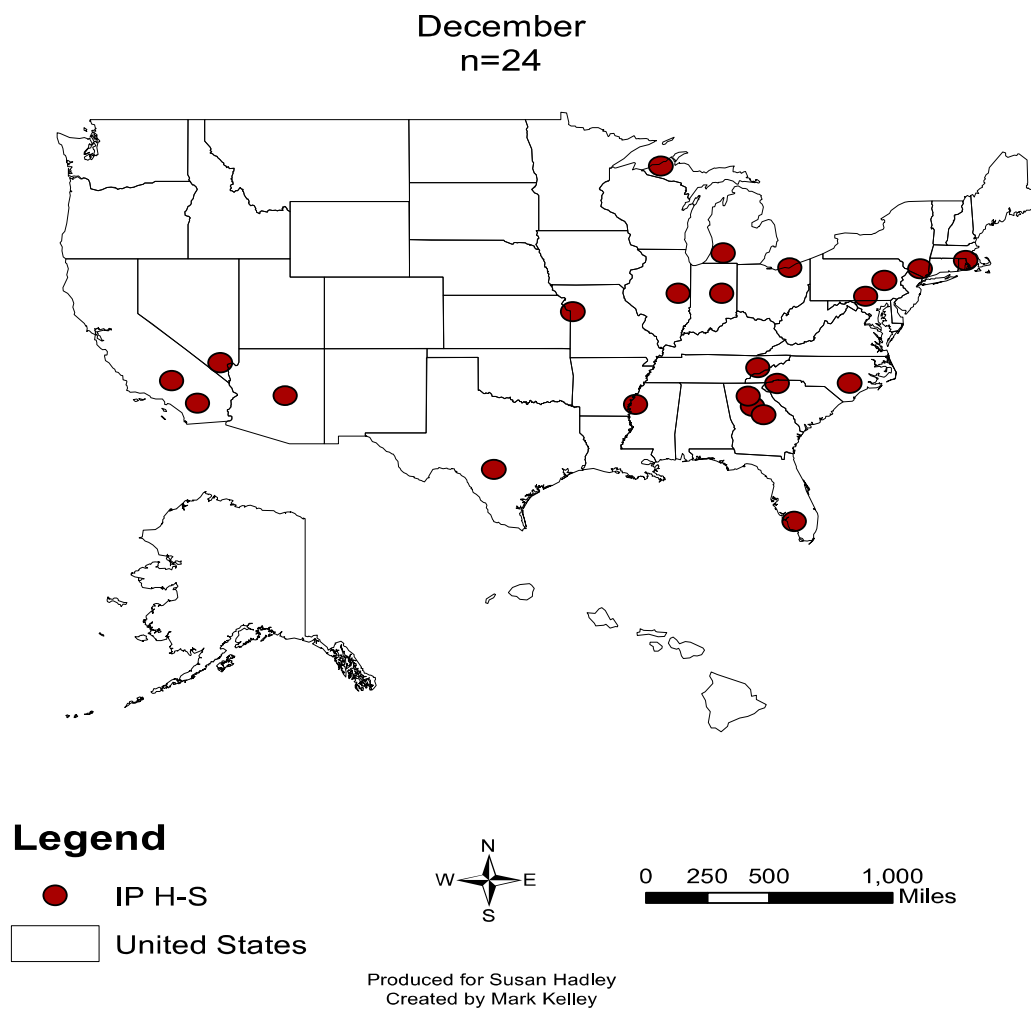 December
n=24
Legend
IP H-S
United States
N
W E
S
0 250 500 1,000
Miles
Produced for Susan Hadley
Created by Mark Kelley